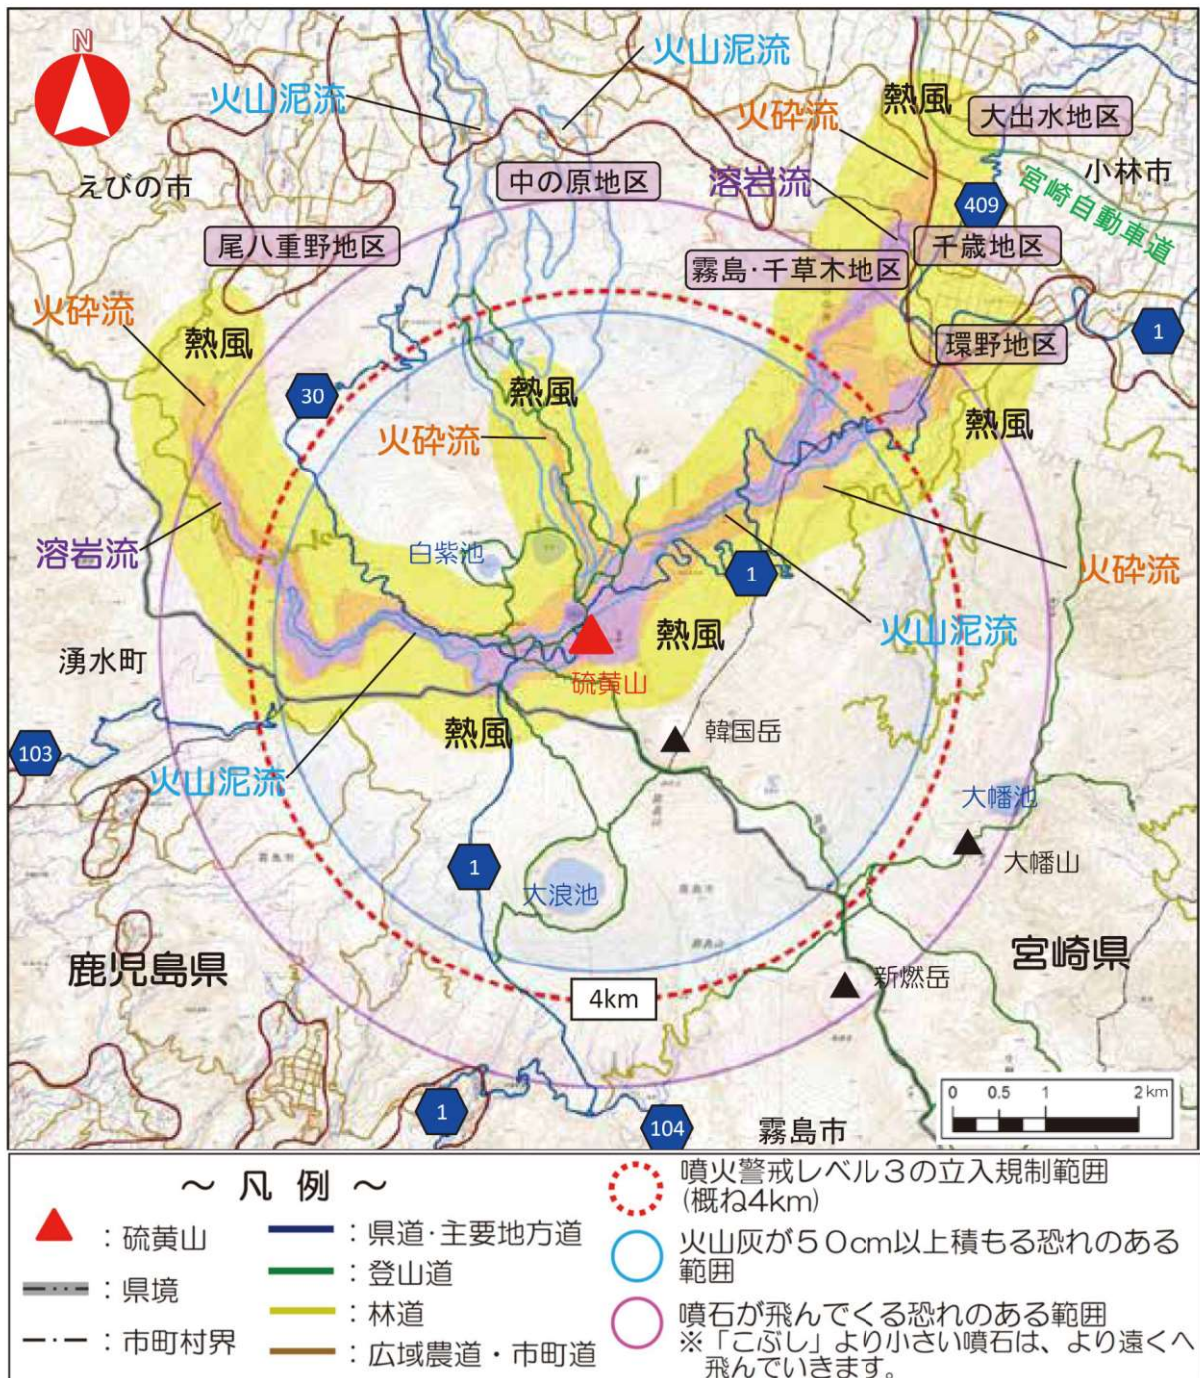 N
火山泥流
火山泥流
熱風
火砕流
大出水地区
えびの市
中の原地区
溶岩流
小林市
409
宮崎自動車道
尾八重野地区
千歳地区
霧島・千草木地区
火砕流
熱風
環野地区
1
30
熱風
熱風
火砕流
白紫池
溶岩流
1
火砕流
熱風
火山泥流
湧水町
硫黄山
熱風
韓国岳
103
火山泥流
大幡池
大幡山
1
大浪池
鹿児島県
宮崎県
新燃岳
4km
1
104
霧島市
0 0.5 1 2 km
～ 凡 例 ～
:硫黄山
:県境
:市町村界
:県道・主要地方道
:登山道
:林道
:広域農道・市町道
噴火警戒レベル3の立入規制範囲
(概ね4km)
火山灰が50cm以上積もる恐れのある
範囲
噴石が飛んでくる恐れのある範囲
※「こぶし」より小さい噴石は、より遠くへ
飛んでいきます。